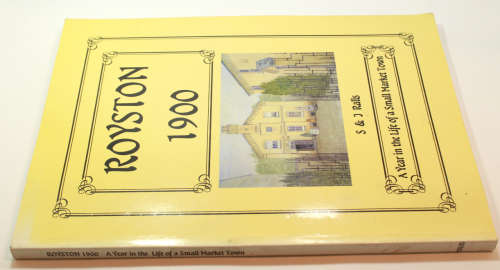 ROYSTON
1900
S & J Ralls
A Year in the Life of a Small Market Town
ROYSTON 1900 A Year in the Life of a Small Market Town